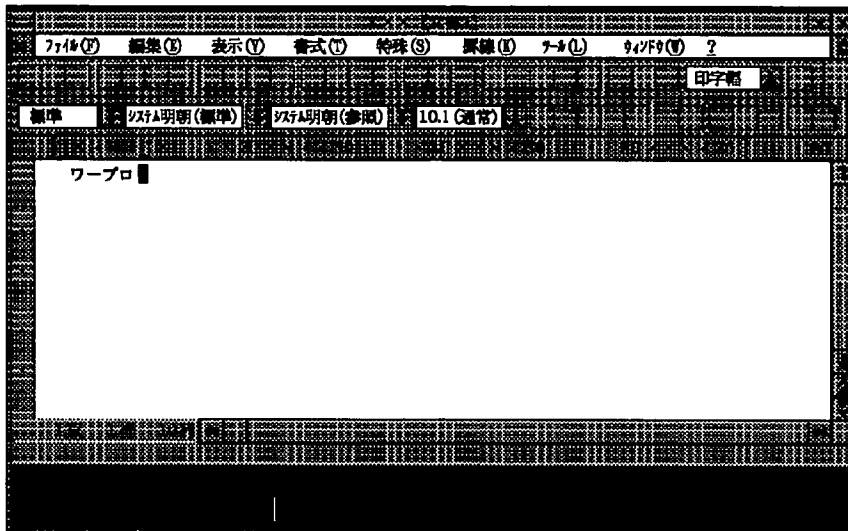 ファイル(F) 編集(E) 表示(V) 書式(T) 特殊(S) 罫線(K) ツール(L) ウィンドウ(W) ?
印字幅
標準 システム明朝(標準) システム明朝(参照) 10.1(通常)
ワープロ